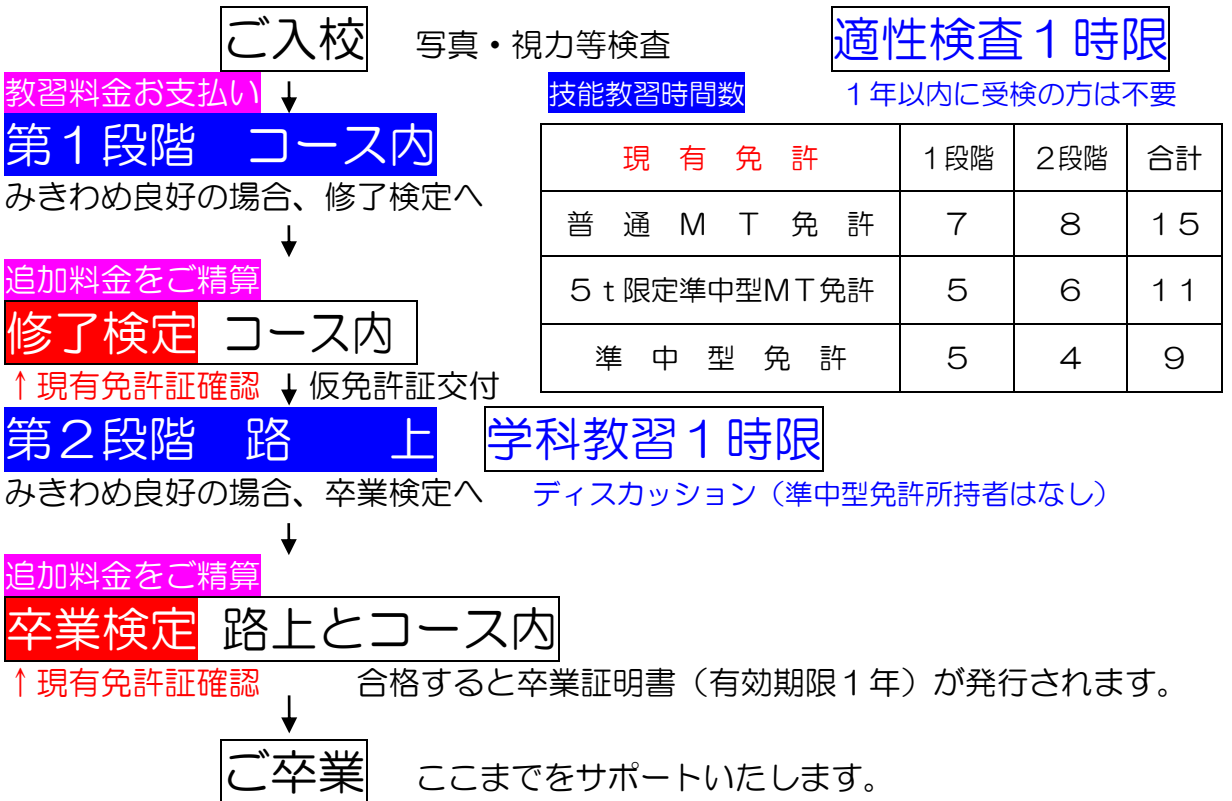 ご入校　写真・視力等検査　適性検査１時限
教習料金お支払い ↓　技能教習時間数　１年以内に受検の方は不要
第１段階　コース内
みきわめ良好の場合、修了検定へ
↓
追加料金をご精算
修了検定 コース内
↑現有免許証確認 ↓仮免許証交付
現　有　免　許　１段階　２段階　合計
普　通　Ｍ　Ｔ　免　許　７　８　１５
５ｔ限定準中型ＭＴ免許　５　６　１１
準　中　型　免　許　５　４　９
第２段階　路　　上　学科教習１時限
みきわめ良好の場合、卒業検定へ　ディスカッション（準中型免許所持者はなし）
↓
追加料金をご精算
卒業検定 路上とコース内
↑現有免許証確認　合格すると卒業証明書（有効期限１年）が発行されます。
↓
ご卒業　ここまでをサポートいたします。